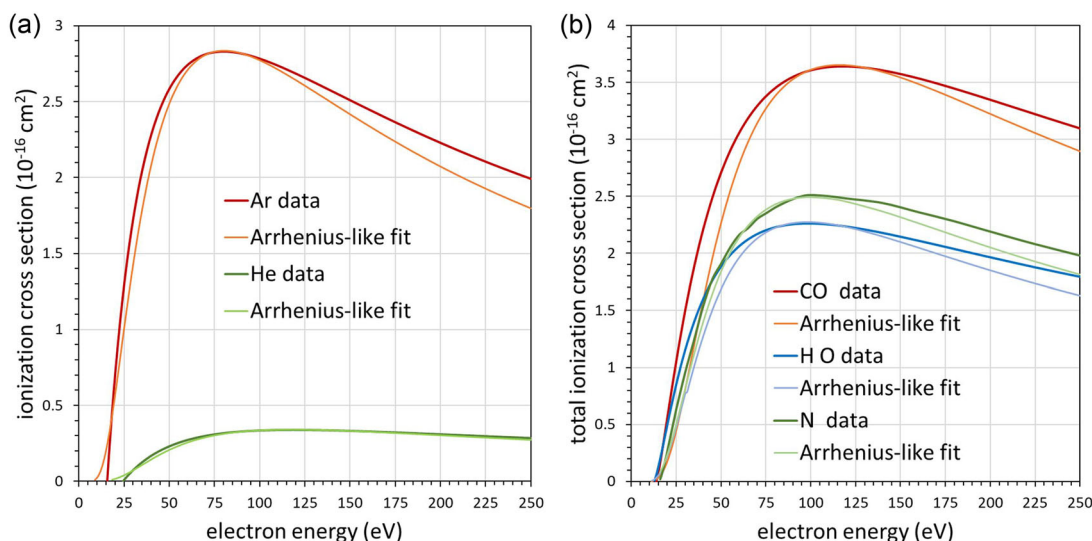 (a)
ionization cross section (10⁻¹⁶ cm²)
3
2.5
2
1.5
1
0.5
0
Ar data
Arrhenius-like fit
He data
Arrhenius-like fit
0 25 50 75 100 125 150 175 200 225 250
electron energy (eV)
(b)
total ionization cross section (10⁻¹⁶ cm²)
4
3.5
3
2.5
2
1.5
1
0.5
0
CO data
Arrhenius-like fit
H O data
Arrhenius-like fit
N data
Arrhenius-like fit
0 25 50 75 100 125 150 175 200 225 250
electron energy (eV)